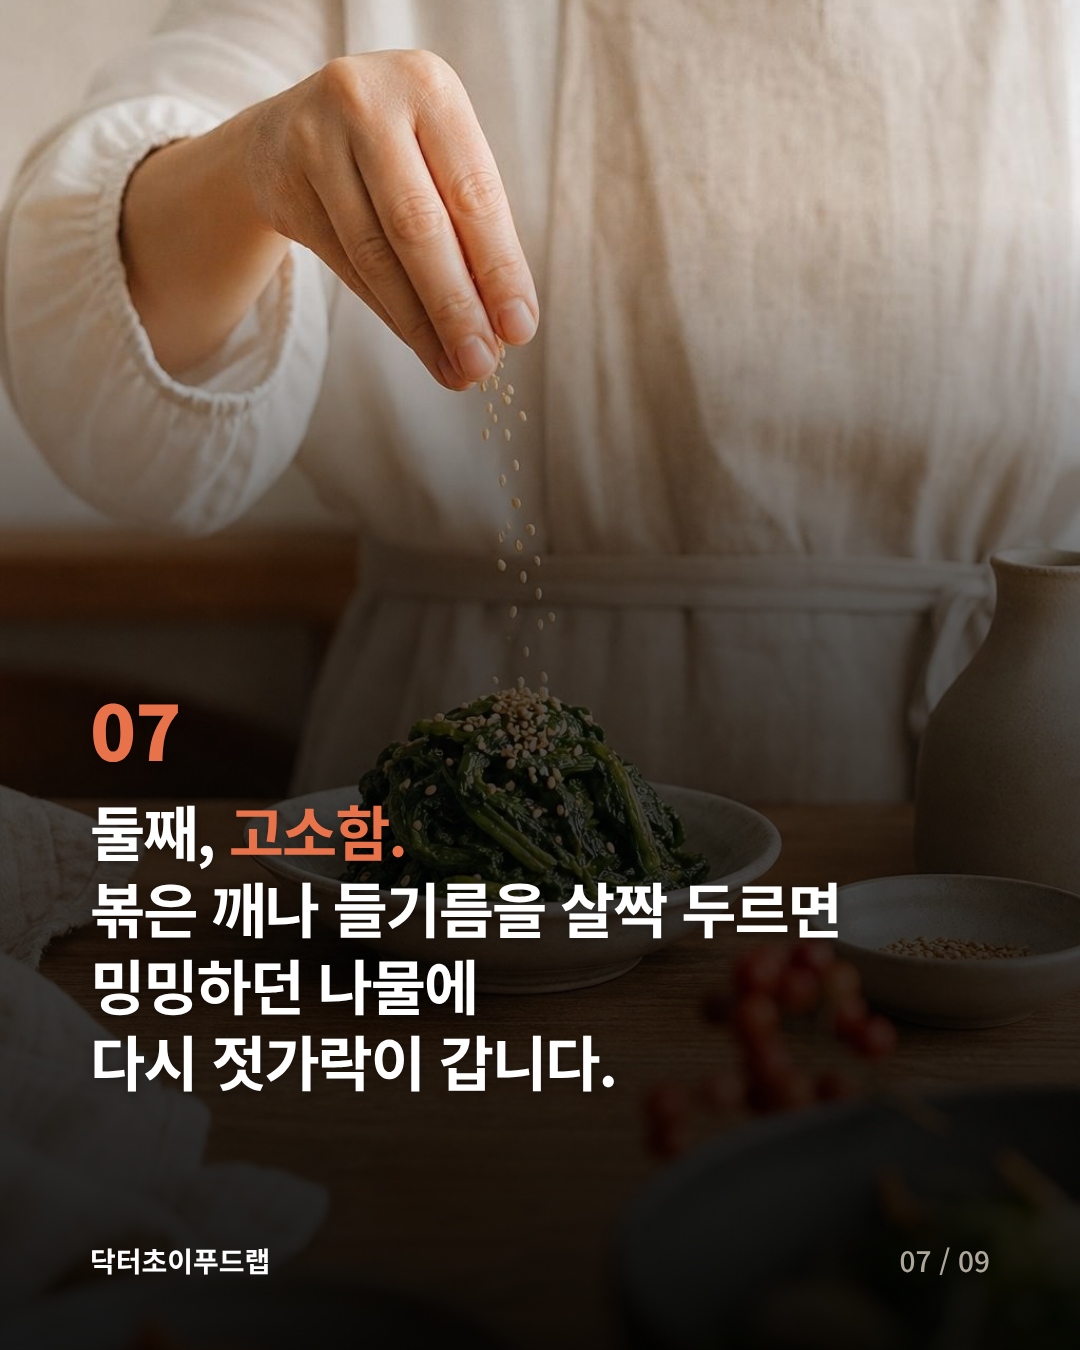 07
둘째, 고소함.
볶은 깨나 들기름을 살짝 두르면
밍밍하던 나물에
다시 젓가락이 갑니다.
닥터초이푸드랩
07 / 09